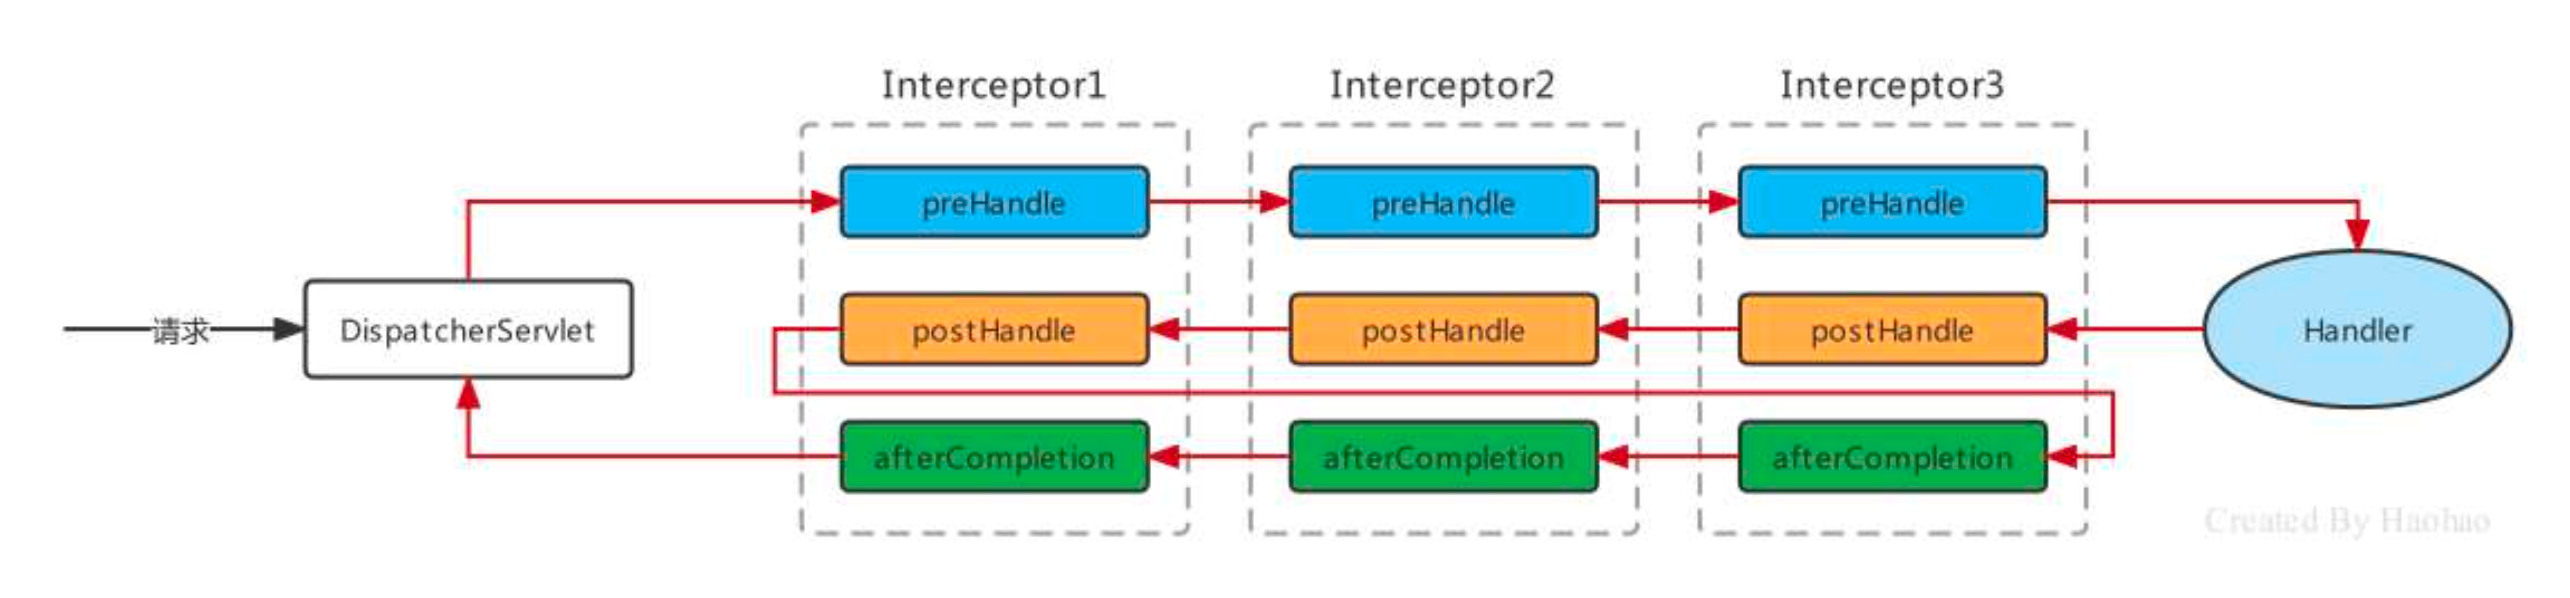 Interceptor1 Interceptor2 Interceptor3
preHandle preHandle preHandle
请求 DispatcherServlet postHandle postHandle postHandle Handler
afterCompletion afterCompletion afterCompletion
Created By Haohao